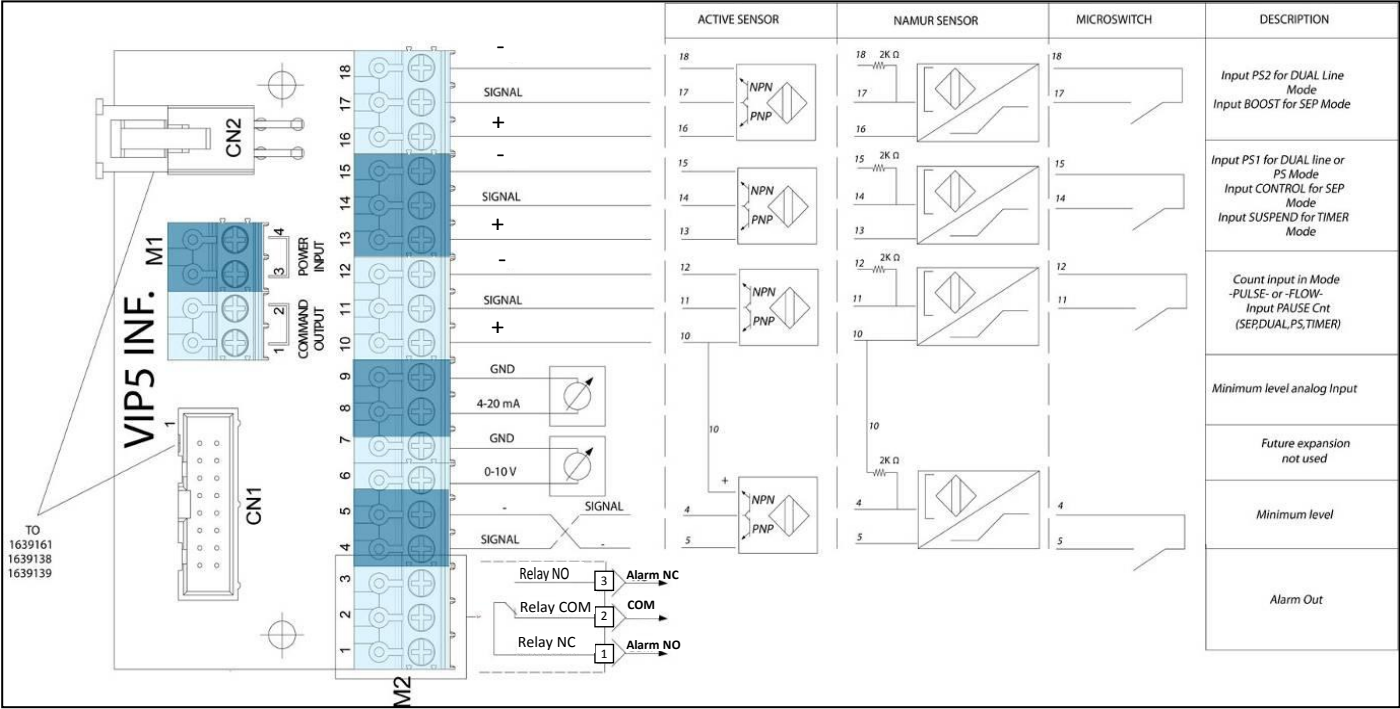 ACTIVE SENSOR
NAMUR SENSOR
MICROSWITCH
DESCRIPTION
CN2
M1
4
3
POWER
INPUT
2
1
COMMAND
OUTPUT
VIP5 INF.
1
CN1
TO
1639161
1639138
1639139
18
17
16
15
14
13
12
11
10
9
8
7
6
5
4
3
2
1
M2
-
SIGNAL
+
-
SIGNAL
+
-
SIGNAL
+
GND
4-20 mA
GND
0-10 V
-
SIGNAL
SIGNAL
-
Relay NO
3
Alarm NC
Relay COM
2
COM
Relay NC
1
Alarm NO
18
17
16
NPN
PNP
15
14
13
NPN
PNP
12
11
10
NPN
PNP
10
+
4
5
NPN
PNP
18
2K Ω
17
16
15
2K Ω
14
13
12
2K Ω
11
10
10
2K Ω
4
5
18
17
15
14
12
11
4
5
Input PS2 for DUAL Line
Mode
Input BOOST for SEP Mode
Input PS1 for DUAL line or
PS Mode
Input CONTROL for SEP
Mode
Input SUSPEND for TIMER
Mode
Count input in Mode
-PULSE- or -FLOW-
Input PAUSE Cnt
(SEP,DUAL,PS,TIMER)
Minimum level analog Input
Future expansion
not used
Minimum level
Alarm Out